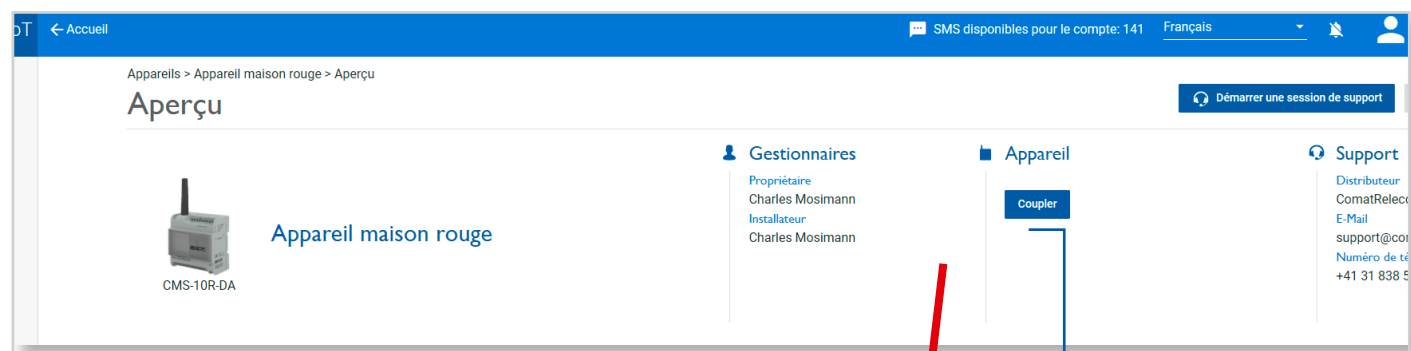 ← Accueil
SMS disponibles pour le compte: 141
Français
Appareils > Appareil maison rouge > Aperçu
Aperçu
Démarrer une session de support
Appareil maison rouge
CMS-10R-DA
Gestionnaires
Propriétaire
Charles Mosimann
Installateur
Charles Mosimann
Appareil
Coupler
Support
Distributeur
E-Mail
Numéro de
+41 31 838